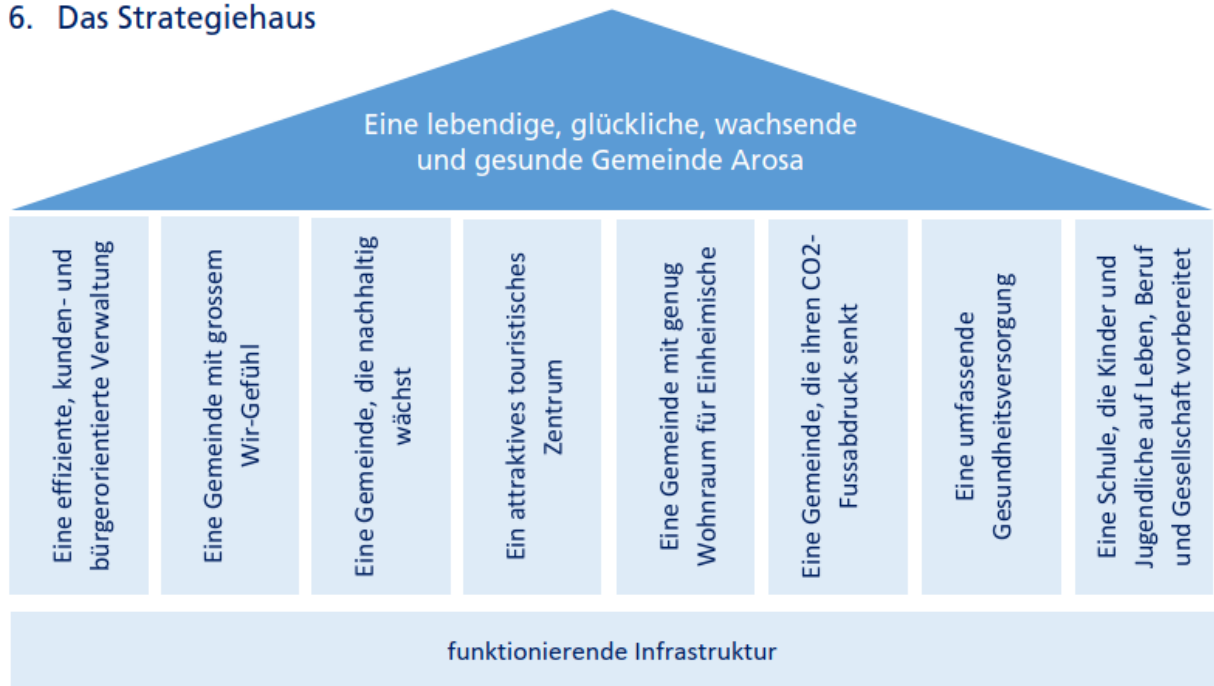 6. Das Strategiehaus
Eine lebendige, glückliche, wachsende
und gesunde Gemeinde Arosa
Eine effiziente, kunden- und
bürgerorientierte Verwaltung
Eine Gemeinde mit grossem
Wir-Gefühl
Eine Gemeinde, die nachhaltig
wächst
Ein attraktives touristisches
Zentrum
Eine Gemeinde mit genug
Wohnraum für Einheimische
Eine Gemeinde, die ihren CO2-
Fussabdruck senkt
Eine umfassende
Gesundheitsversorgung
Eine Schule, die Kinder und
Jugendliche auf Leben, Beruf
und Gesellschaft vorbereitet
funktionierende Infrastruktur